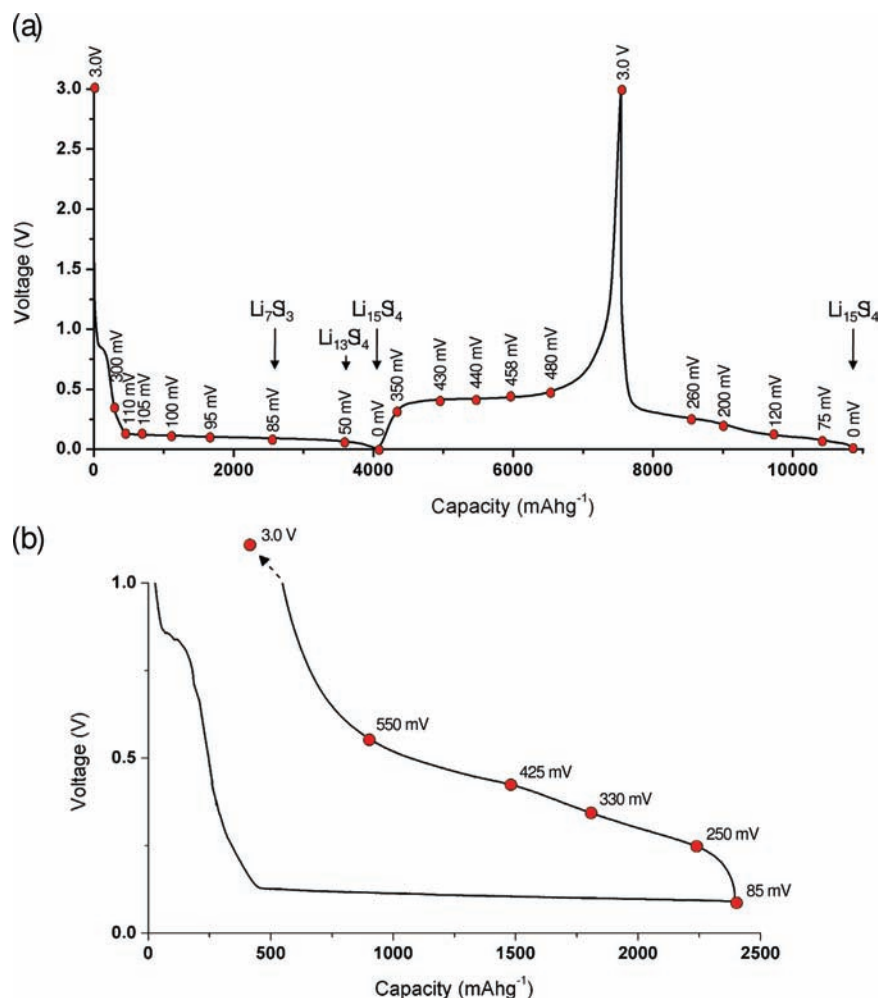 (a)
3.0V
3.0 V
3.0
2.5
2.0
1.5
1.0
0.5
0.0
Voltage (V)
Li7Si3
Li13Si4
Li15Si4
Li15Si4
300 mV
110 mV
105 mV
100 mV
95 mV
85 mV
50 mV
0 mV
350 mV
430 mV
440 mV
458 mV
480 mV
260 mV
200 mV
120 mV
75 mV
0 mV
0 2000 4000 6000 8000 10000
Capacity (mAhg-1)
(b)
3.0 V
1.0
0.5
0.0
Voltage (V)
550 mV
425 mV
330 mV
250 mV
85 mV
0 500 1000 1500 2000 2500
Capacity (mAhg-1)